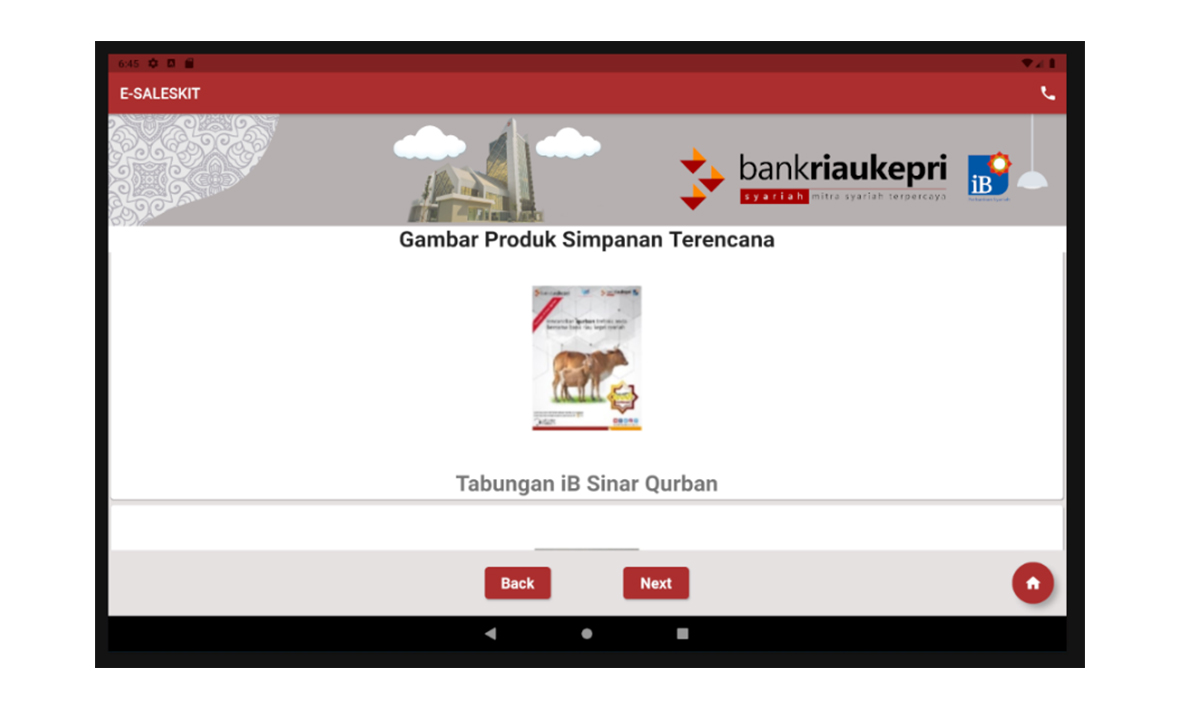 6:45
E-SALESKIT
bankriaukepri
syariah mitra syariah terpercaya
iB
Gambar Produk Simpanan Terencana
Tabungan iB Sinar Qurban
Back
Next